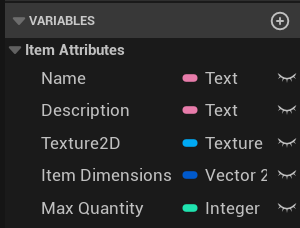 VARIABLES
Item Attributes
Name Text
Description Text
Texture2D Texture
Item Dimensions Vector 2
Max Quantity Integer